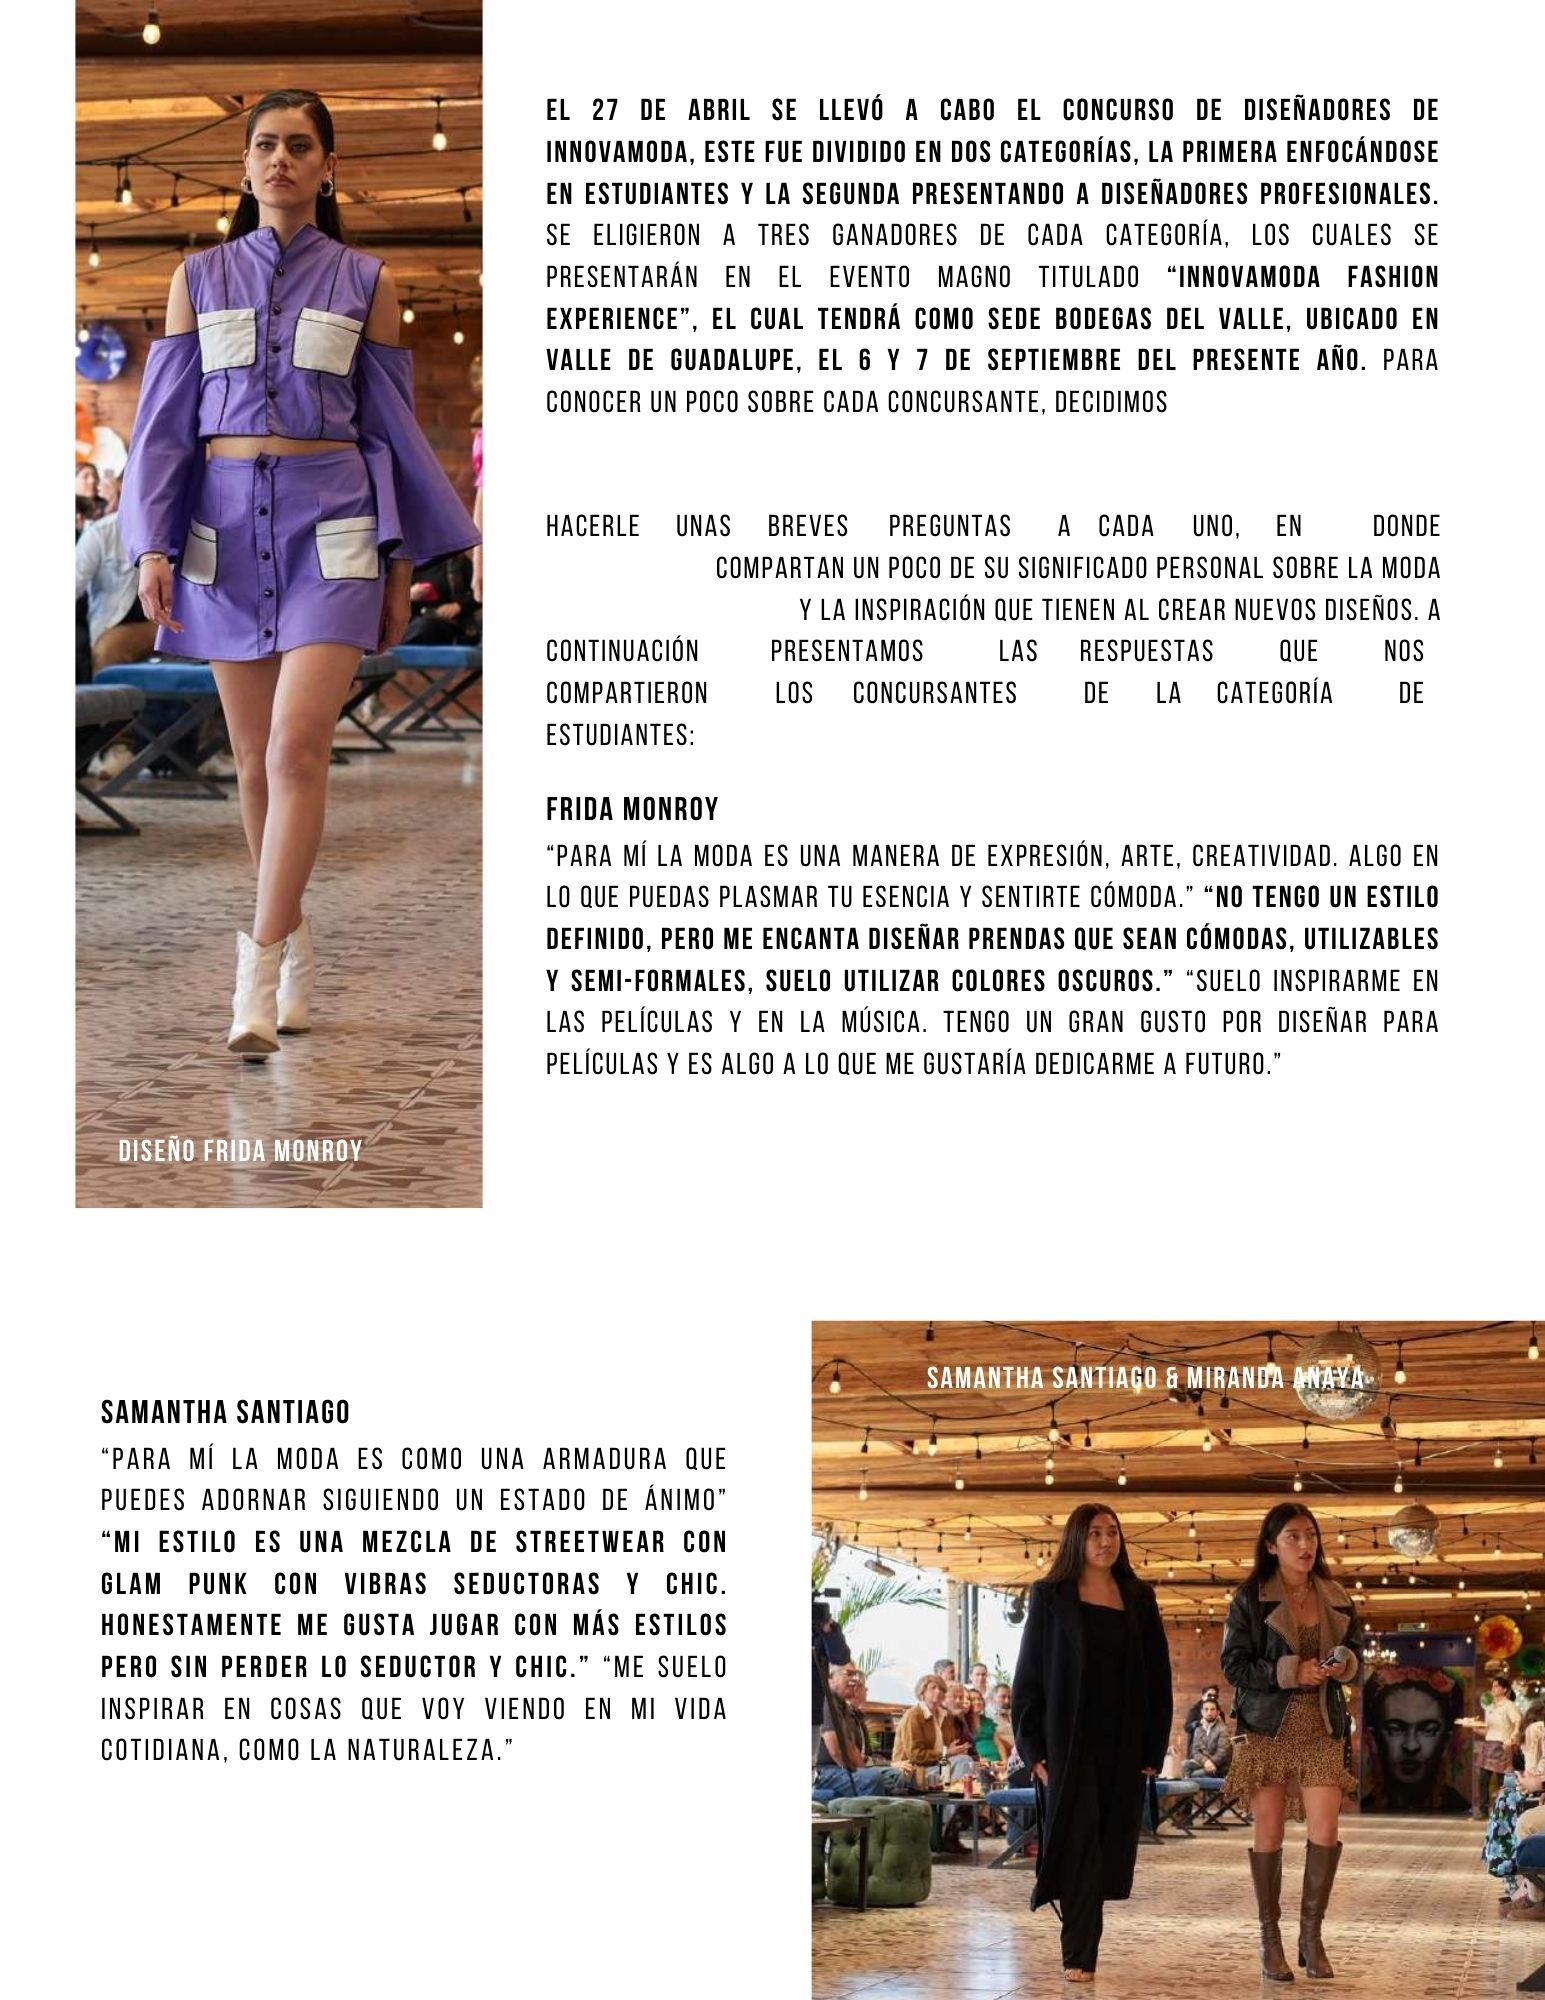 EL 27 DE ABRIL SE LLEVÓ A CABO EL CONCURSO DE DISEÑADORES DE
INNOVAMODA, ESTE FUE DIVIDIDO EN DOS CATEGORÍAS, LA PRIMERA ENFOCÁNDOSE
EN ESTUDIANTES Y LA SEGUNDA PRESENTANDO A DISEÑADORES PROFESIONALES.
SE ELIGIERON A TRES GANADORES DE CADA CATEGORÍA, LOS CUALES SE
PRESENTARÁN EN EL EVENTO MAGNO TITULADO “INNOVAMODA FASHION
EXPERIENCE”, EL CUAL TENDRÁ COMO SEDE BODEGAS DEL VALLE, UBICADO EN
VALLE DE GUADALUPE, EL 6 Y 7 DE SEPTIEMBRE DEL PRESENTE AÑO. PARA
CONOCER UN POCO SOBRE CADA CONCURSANTE, DECIDIMOS
HACERLE UNAS BREVES PREGUNTAS A CADA UNO, EN DONDE
COMPARTAN UN POCO DE SU SIGNIFICADO PERSONAL SOBRE LA MODA
Y LA INSPIRACIÓN QUE TIENEN AL CREAR NUEVOS DISEÑOS. A
CONTINUACIÓN PRESENTAMOS LAS RESPUESTAS QUE NOS
COMPARTIERON LOS CONCURSANTES DE LA CATEGORÍA DE
ESTUDIANTES:
FRIDA MONROY
“PARA MÍ LA MODA ES UNA MANERA DE EXPRESIÓN, ARTE, CREATIVIDAD. ALGO EN
LO QUE PUEDAS PLASMAR TU ESENCIA Y SENTIRTE CÓMODA.” “NO TENGO UN ESTILO
DEFINIDO, PERO ME ENCANTA DISEÑAR PRENDAS QUE SEAN CÓMODAS, UTILIZABLES
Y SEMI-FORMALES, SUELO UTILIZAR COLORES OSCUROS.” “SUELO INSPIRARME EN
LAS PELÍCULAS Y EN LA MÚSICA. TENGO UN GRAN GUSTO POR DISEÑAR PARA
PELÍCULAS Y ES ALGO A LO QUE ME GUSTARÍA DEDICARME A FUTURO.”
DISEÑO FRIDA MONROY
SAMANTHA SANTIAGO & MIRANDA ANAYA
SAMANTHA SANTIAGO
“PARA MÍ LA MODA ES COMO UNA ARMADURA QUE
PUEDES ADORNAR SIGUIENDO UN ESTADO DE ÁNIMO”
“MI ESTILO ES UNA MEZCLA DE STREETWEAR CON
GLAM PUNK CON VIBRAS SEDUCTORAS Y CHIC.
HONESTAMENTE ME GUSTA JUGAR CON MÁS ESTILOS
PERO SIN PERDER LO SEDUCTOR Y CHIC.” “ME SUELO
INSPIRAR EN COSAS QUE VOY VIENDO EN MI VIDA
COTIDIANA, COMO LA NATURALEZA.”